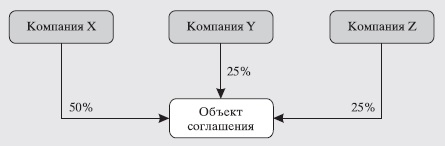 Компания X
Компания Y
Компания Z
25%
50%
25%
Объект
соглашения